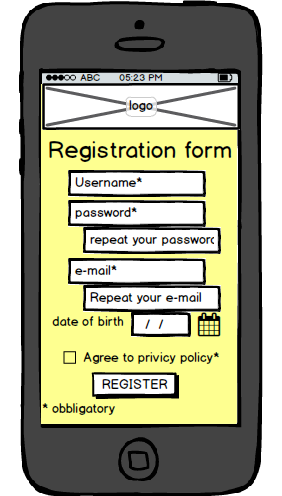 ABC 05:23 PM
logo
Registration form
Username*
password*
repeat your passworc
e-mail*
Repeat your e-mail
date of birth / /
Agree to privicy policy*
REGISTER
* obbligatory